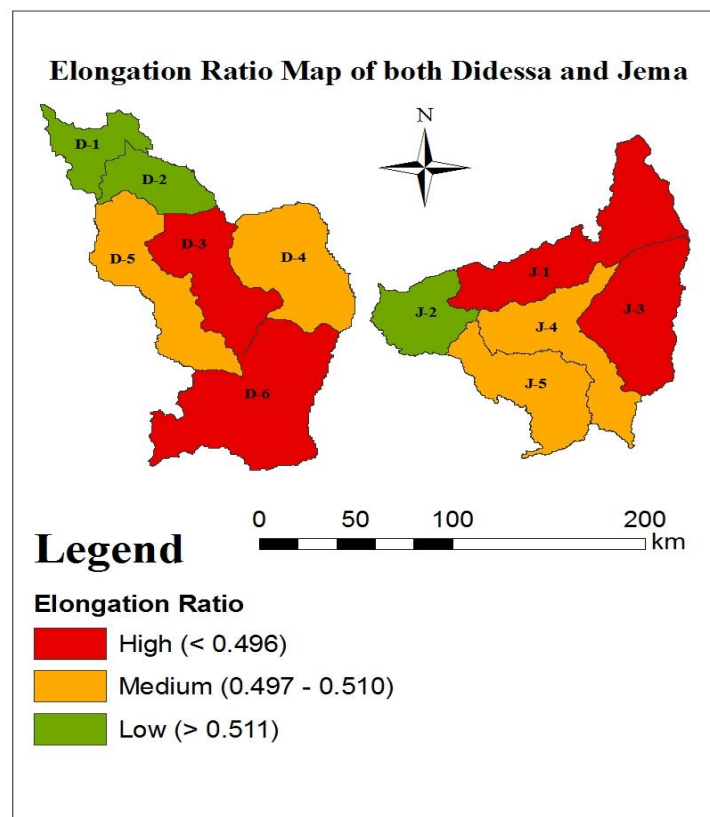 Elongation Ratio Map of both Didessa and Jema
N
D-1
D-2
D-3
D-4
D-5
D-6
J-1
J-2
J-3
J-4
J-5
0 50 100 200
km
Legend
Elongation Ratio
High (< 0.496)
Medium (0.497 - 0.510)
Low (> 0.511)